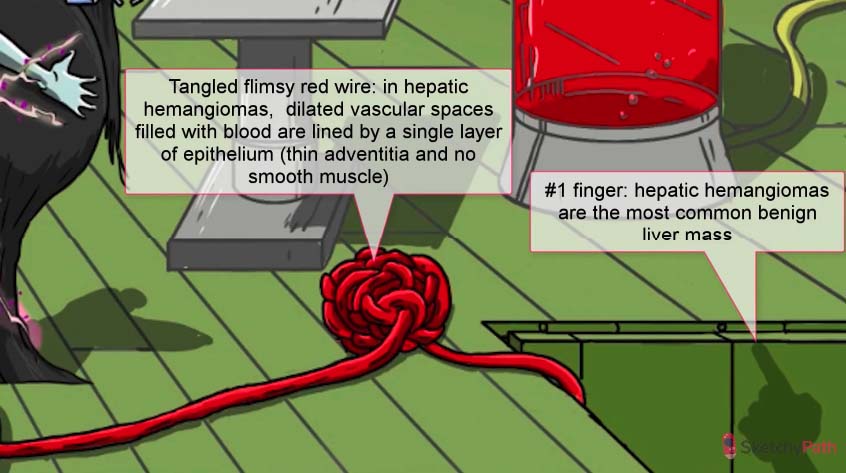 Tangled flimsy red wire: in hepatic
hemangiomas, dilated vascular spaces
filled with blood are lined by a single layer
of epithelium (thin adventitia and no
smooth muscle)
#1 finger: hepatic hemangiomas
are the most common benign
liver mass
SketchyPath